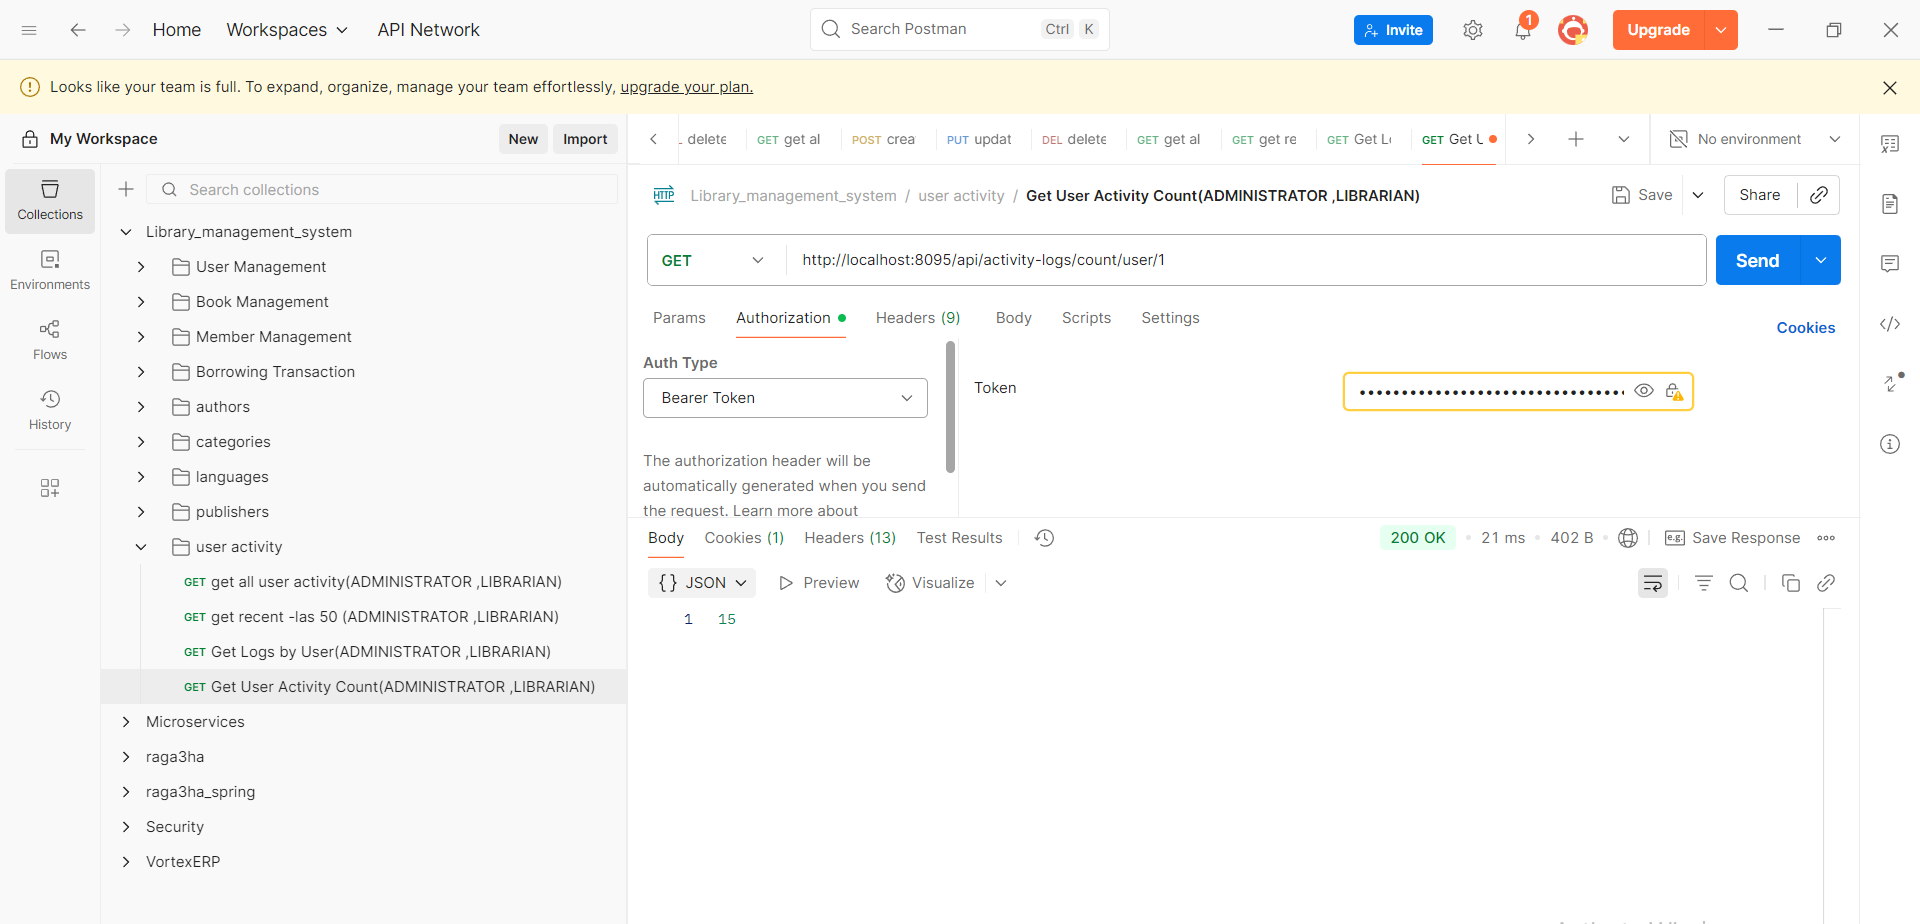 Home
Workspaces
API Network
Search Postman
Ctrl K
Invite
1
Upgrade
Looks like your team is full. To expand, organize, manage your team effortlessly, upgrade your plan.
My Workspace
New
Import
delete
GET get al
POST crea
PUT updat
DEL delete
GET get al
GET get re
GET Get L
GET Get U
No environment
Collections
Environments
Flows
History
Search collections
Library_management_system
User Management
Book Management
Member Management
Borrowing Transaction
authors
categories
languages
publishers
user activity
GET get all user activity(ADMINISTRATOR ,LIBRARIAN)
GET get recent -las 50 (ADMINISTRATOR ,LIBRARIAN)
GET Get Logs by User(ADMINISTRATOR ,LIBRARIAN)
GET Get User Activity Count(ADMINISTRATOR ,LIBRARIAN)
Microservices
raga3ha
raga3ha_spring
Security
VortexERP
HTTP
Library_management_system / user activity / Get User Activity Count(ADMINISTRATOR ,LIBRARIAN)
Save
Share
GET
http://localhost:8095/api/activity-logs/count/user/1
Send
Params
Authorization
Headers (9)
Body
Scripts
Settings
Cookies
Auth Type
Bearer Token
The authorization header will be
automatically generated when you send
the request. Learn more about
Token
Body
Cookies (1)
Headers (13)
Test Results
200 OK
21 ms
402 B
e.g.
Save Response
{} JSON
Preview
Visualize
1 15